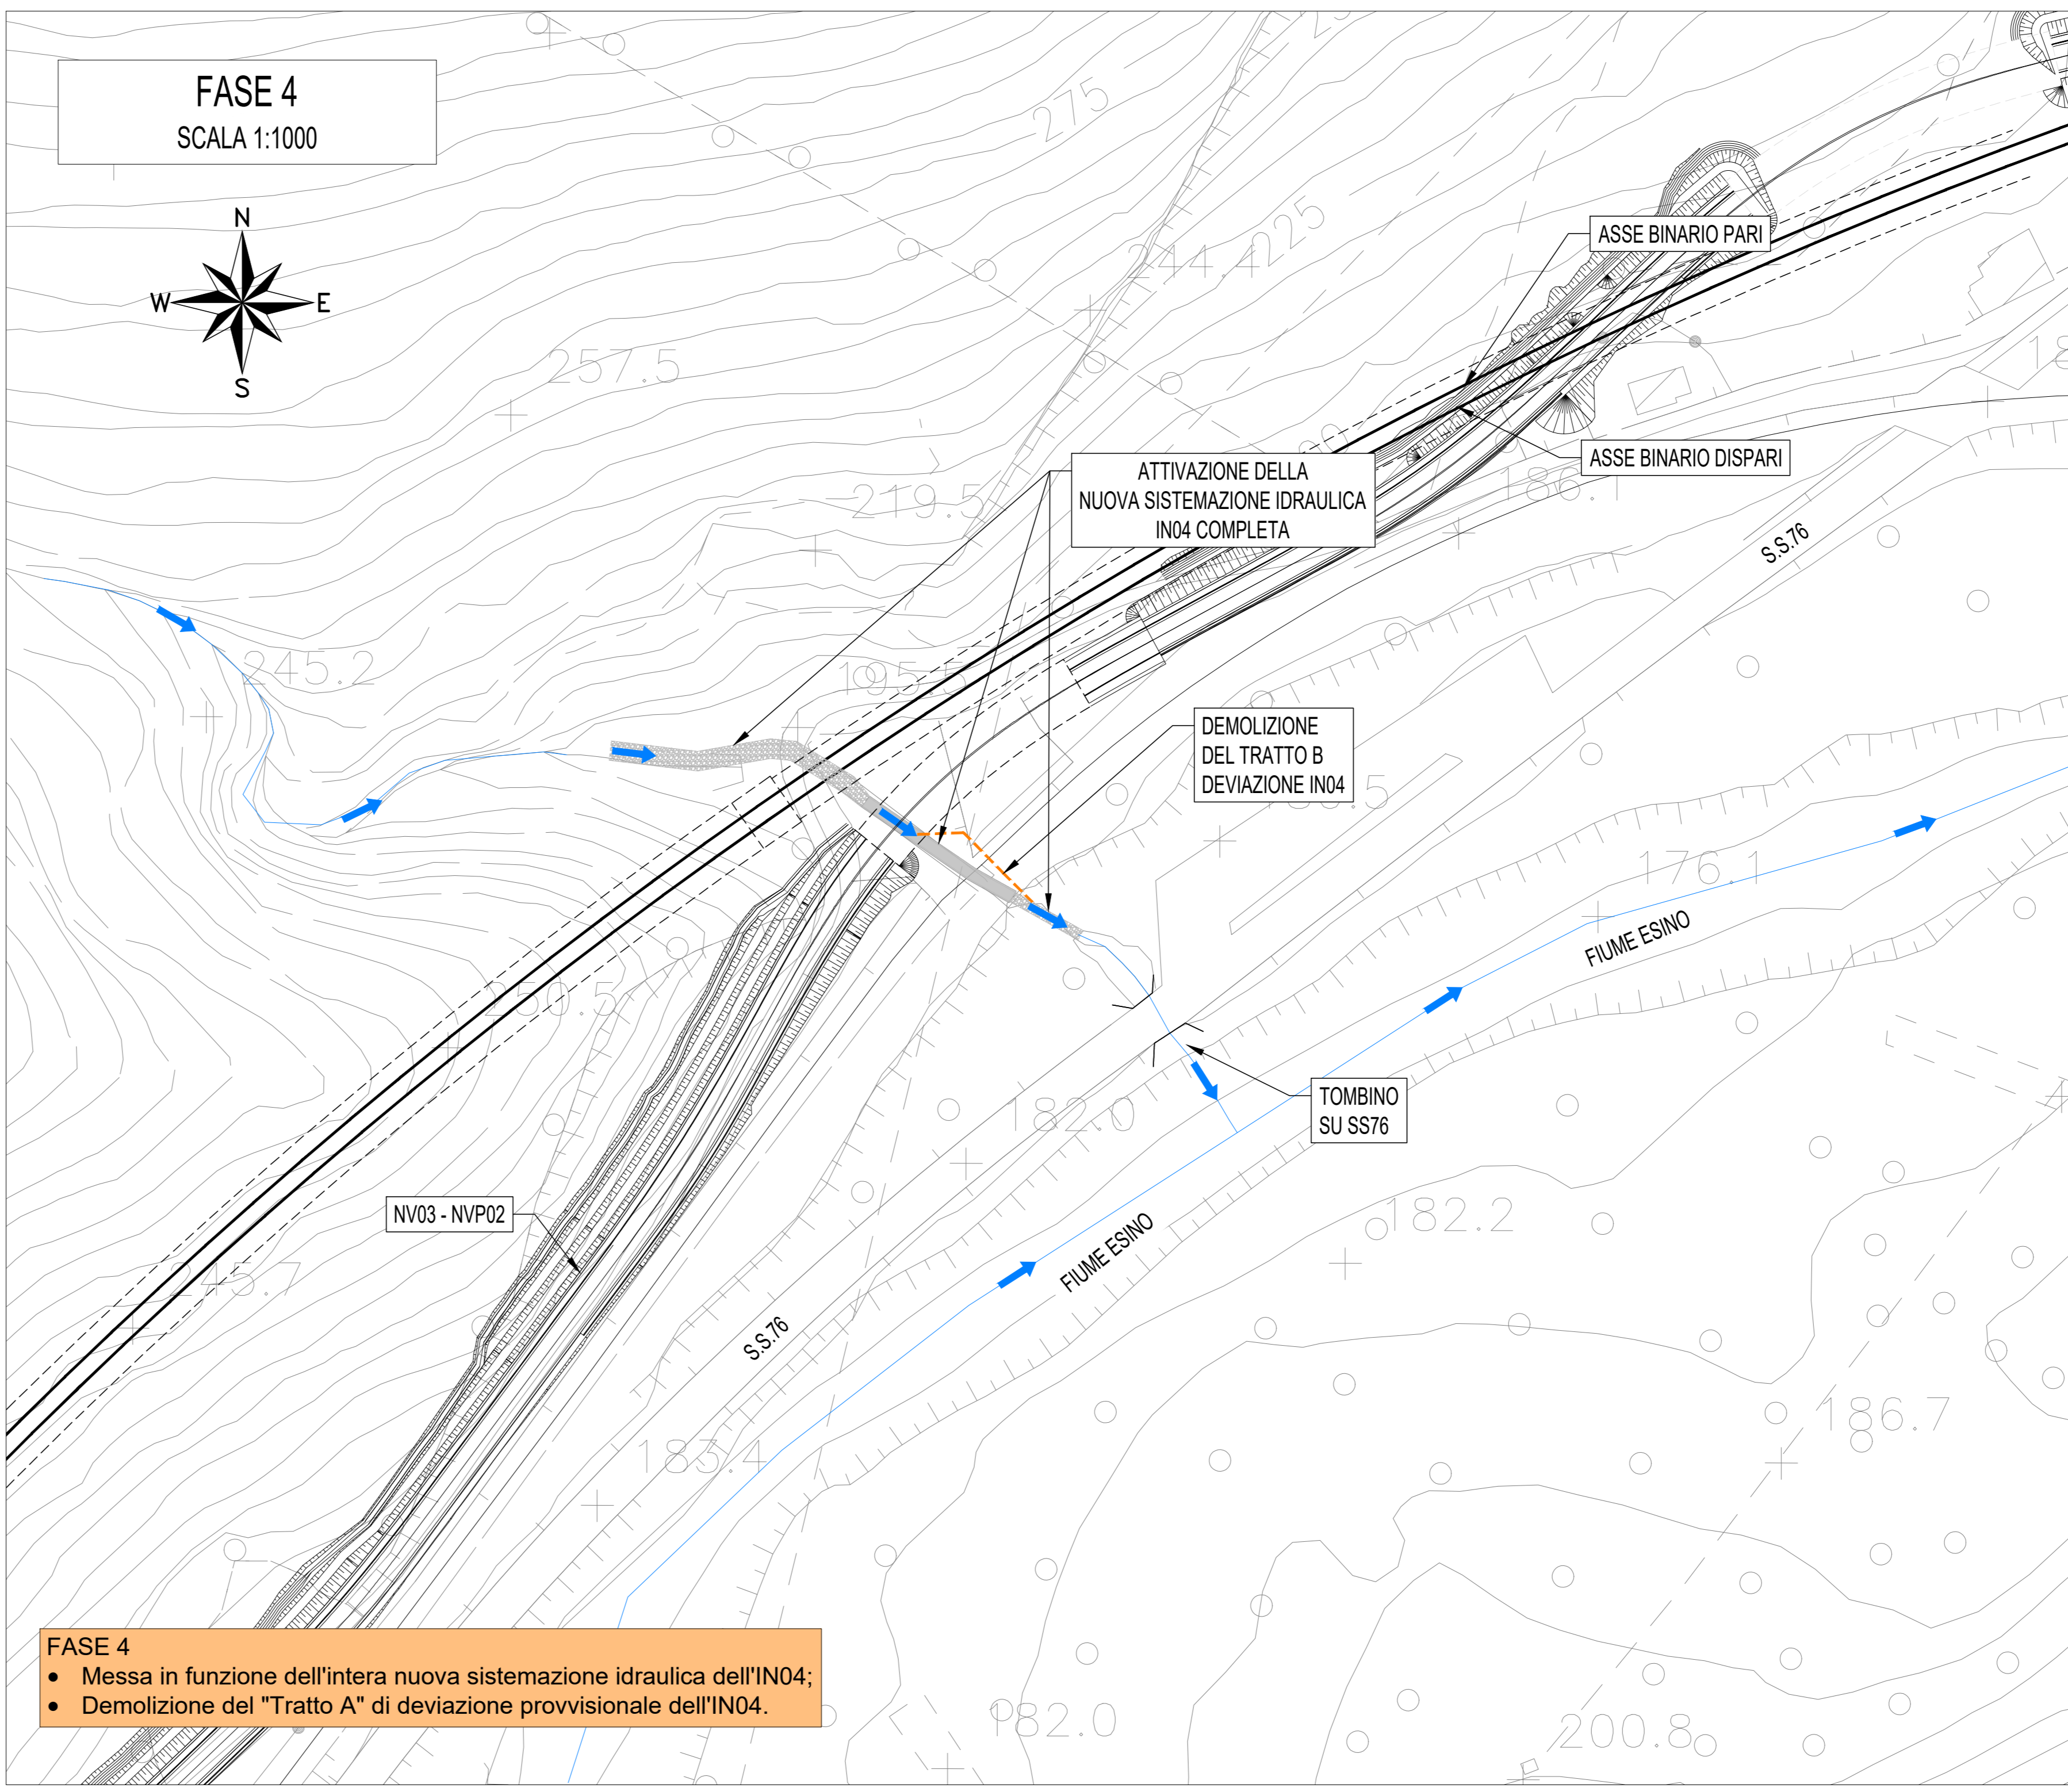 FASE 4
SCALA 1:1000
N
W
E
S
275
225
244.4
257.5
219.5
245.2
195.5
ASSE BINARIO PARI
ASSE BINARIO DISPARI
186.1
ATTIVAZIONE DELLA
NUOVA SISTEMAZIONE IDRAULICA
IN04 COMPLETA
S.S.76
DEMOLIZIONE
DEL TRATTO B
DEVIAZIONE IN04
176.1
FIUME ESINO
250.5
182.0
TOMBINO
SU SS76
NV03 - NVP02
FIUME ESINO
182.2
245.7
S.S.76
183.4
186.7
182.0
200.8
FASE 4
• Messa in funzione dell'intera nuova sistemazione idraulica dell'IN04;
• Demolizione del "Tratto A" di deviazione provvisionale dell'IN04.